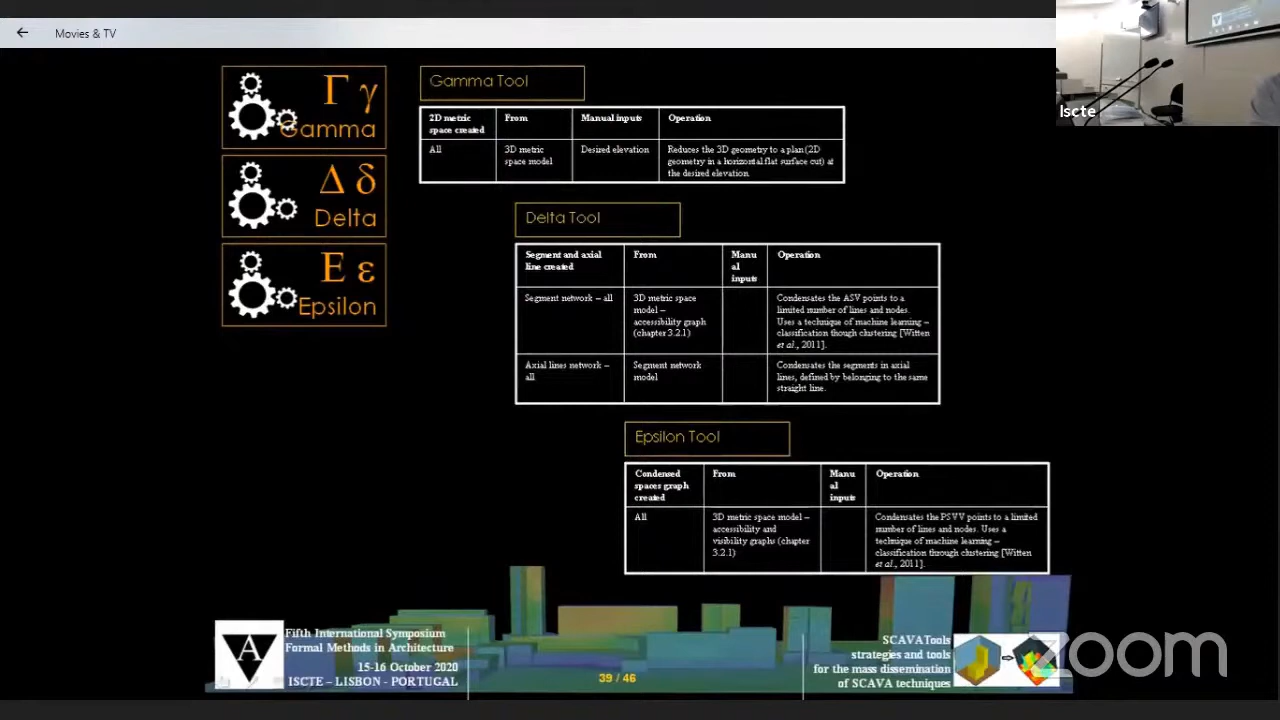 Movies & TV
Iscte
Γ γ
Gamma
Δ δ
Delta
Ε ε
Epsilon
Gamma Tool
2D metric
space created
From
Manual inputs
Operation
All
3D metric
space model
Desired elevation
Reduces the 3D geometry to a plan (2D
geometry in a horizontal flat surface cut) at
the desired elevation.
Delta Tool
Segment and axial
line created
From
Manu
al
inputs
Operation
Segment network – all
3D metric space
model –
accessibility graph
(chapter 3.2.1)
Condensates the ASV points to a
limited number of lines and nodes.
Uses a technique of machine learning –
classification though clustering [Witten
et al., 2011].
Axial lines network –
all
Segment network
model
Condensates the segments in axial
lines, defined by belonging to the same
straight line.
Epsilon Tool
Condensed
spaces graph
created
From
Manu
al
inputs
Operation
All
3D metric space model –
accessibility and
visibility graphs (chapter
3.2.1)
Condensates the PSVV points to a limited
number of lines and nodes. Uses a
technique of machine learning –
classification through clustering [Witten
et al., 2011].
A
Fifth International Symposium
Formal Methods in Architecture
15-16 October 2020
ISCTE – LISBON - PORTUGAL
39 / 46
SCAVATools
strategies and tools
for the mass dissemination
of SCAVA techniques
zoom